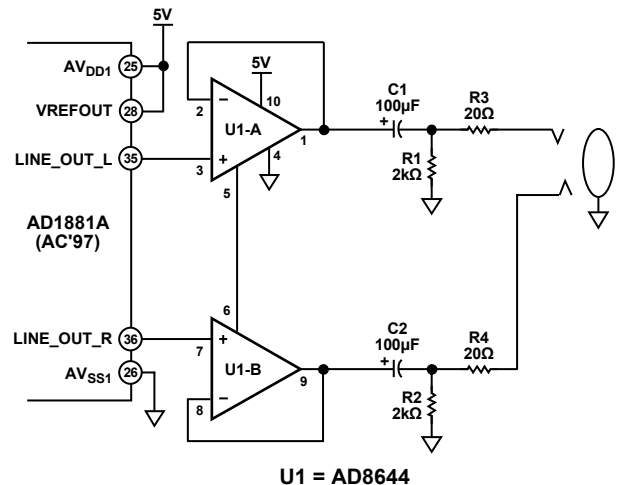 5V
AVDD1 25
VREFOUT 28
LINE_OUT_L 35
AD1881A
(AC'97)
LINE_OUT_R 36
AVSS1 26
5V
2
−
10
U1-A
1
+
3
4
5
C1
100µF
+
R3
20Ω
R1
2kΩ
6
+
7
U1-B
9
8
−
C2
100µF
+
R4
20Ω
R2
2kΩ
U1 = AD8644